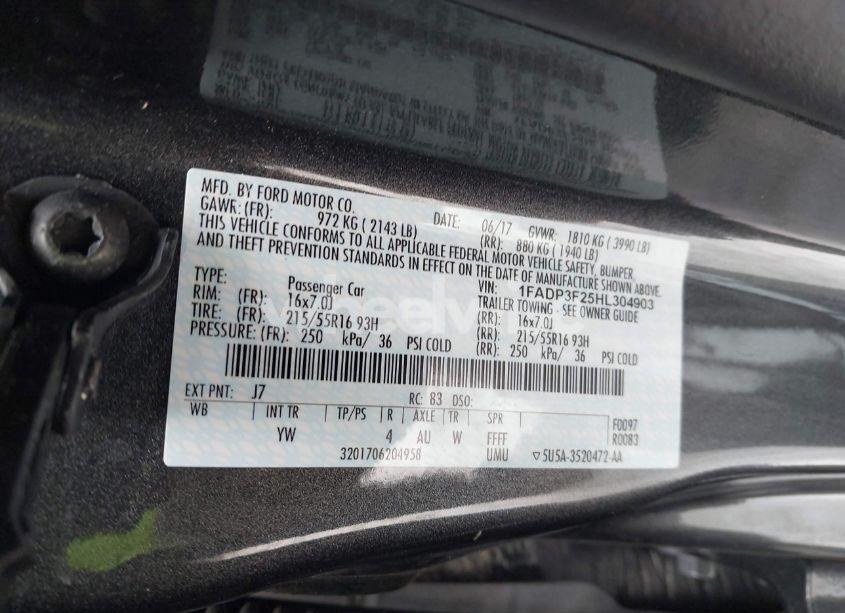 MFD. BY FORD MOTOR CO.
DATE: 06/17 GVWR: 1810 KG ( 3990 LB)
GAWR: (FR): 972 KG ( 2143 LB) (RR): 880 KG ( 1940 LB)
THIS VEHICLE CONFORMS TO ALL APPLICABLE FEDERAL MOTOR VEHICLE SAFETY, BUMPER,
AND THEFT PREVENTION STANDARDS IN EFFECT ON THE DATE OF MANUFACTURE SHOWN ABOVE.
VIN: 1FADP3F25HL304903
TYPE: Passenger Car TRAILER TOWING - SEE OWNER GUIDE
RIM: (FR) 16x7.0J (RR): 16x7.0J
TIRE: (FR): 215/55R16 93H (RR): 215/55R16 93H
PRESSURE: (FR): 250 kPa/ 36 PSI COLD (RR): 250 kPa/ 36 PSI COLD
EXT PNT: J7 RC: 83 DSO:
WB INT TR TP/PS R AXLE TR SPR F0097
YW 4 AU W FFFF R0083
3201706204958 UMU ▽5U5A-3520472-AA